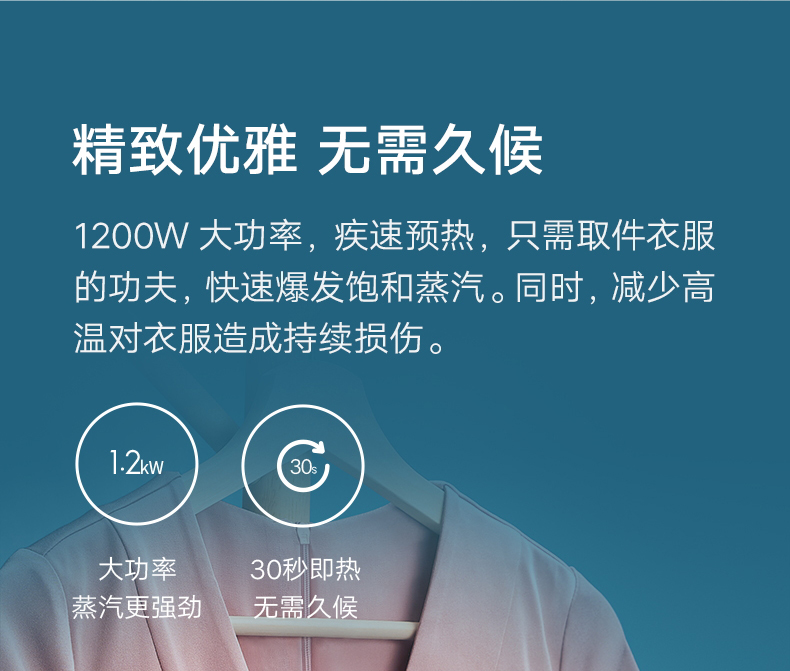 精致优雅 无需久候
1200W 大功率，疾速预热，只需取件衣服
的功夫，快速爆发饱和蒸汽。同时，减少高
温对衣服造成持续损伤。
1.2kW
30s
大功率
30秒即热
蒸汽更强劲
无需久候